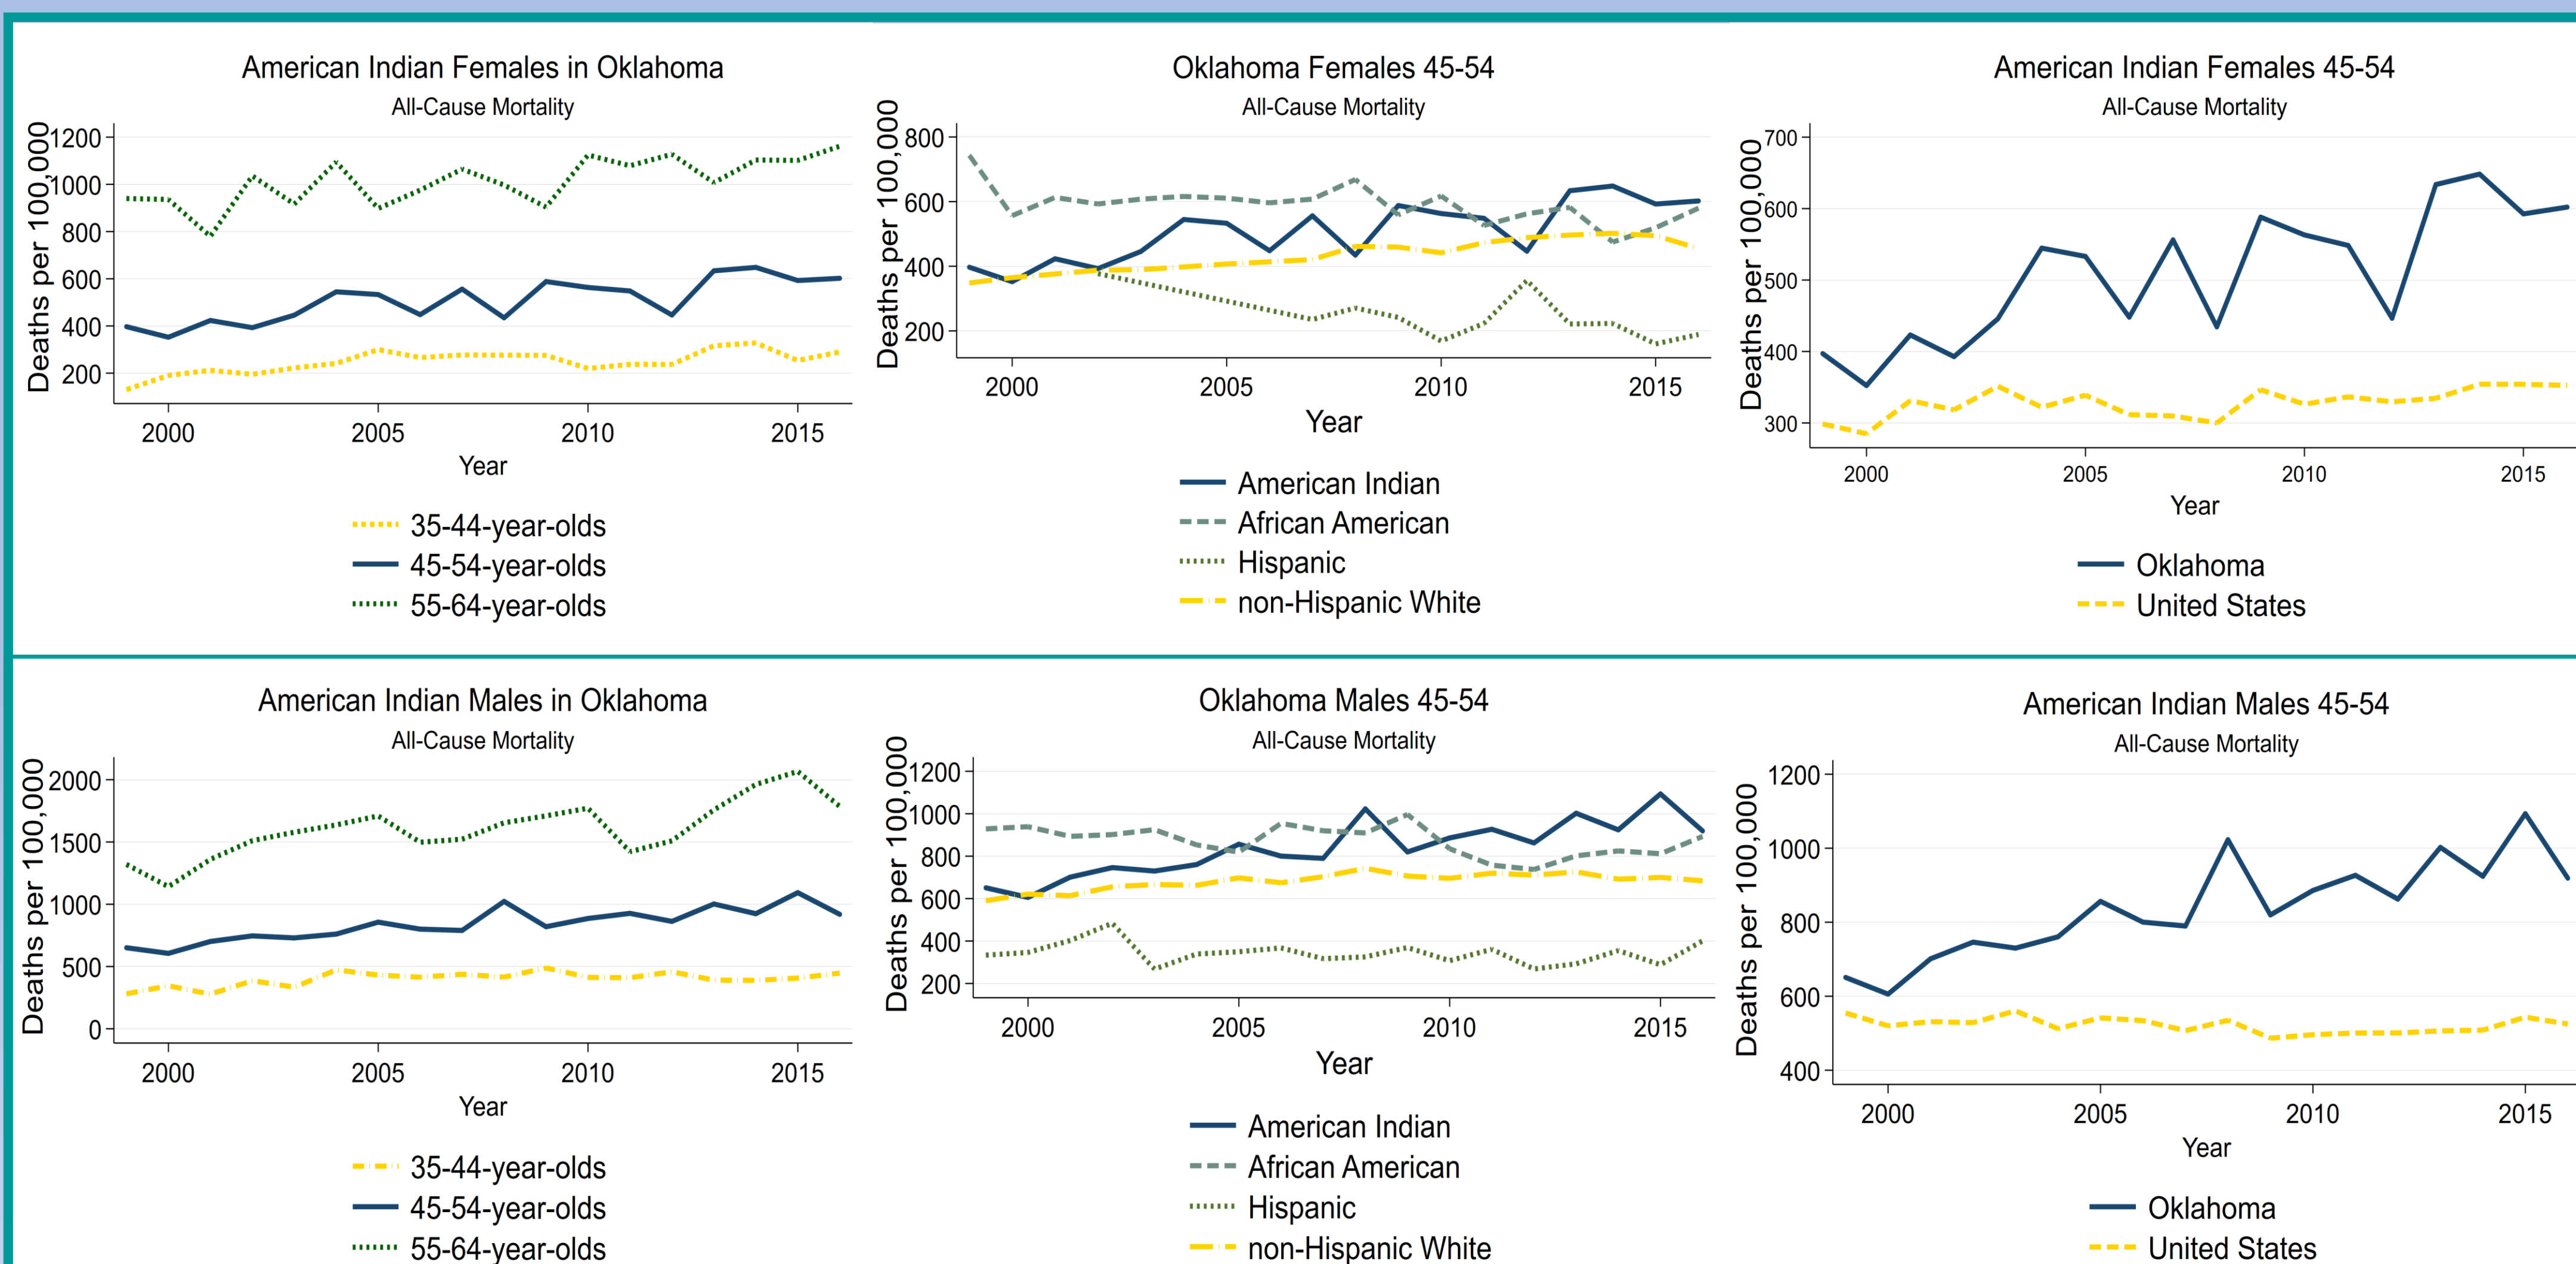 American Indian Females in Oklahoma
All-Cause Mortality
Deaths per 100,000
1200
1000
800
600
400
200
2000
2005
2010
2015
Year
35-44-year-olds
45-54-year-olds
55-64-year-olds
Oklahoma Females 45-54
All-Cause Mortality
Deaths per 100,000
800
600
400
200
2000
2005
2010
2015
Year
American Indian
African American
Hispanic
non-Hispanic White
American Indian Females 45-54
All-Cause Mortality
Deaths per 100,000
700
600
500
400
300
2000
2005
2010
2015
Year
Oklahoma
United States
American Indian Males in Oklahoma
All-Cause Mortality
Deaths per 100,000
2000
1500
1000
500
0
2000
2005
2010
2015
Year
35-44-year-olds
45-54-year-olds
55-64-year-olds
Oklahoma Males 45-54
All-Cause Mortality
Deaths per 100,000
1200
1000
800
600
400
200
2000
2005
2010
2015
Year
American Indian
African American
Hispanic
non-Hispanic White
American Indian Males 45-54
All-Cause Mortality
Deaths per 100,000
1200
1000
800
600
400
2000
2005
2010
2015
Year
Oklahoma
United States